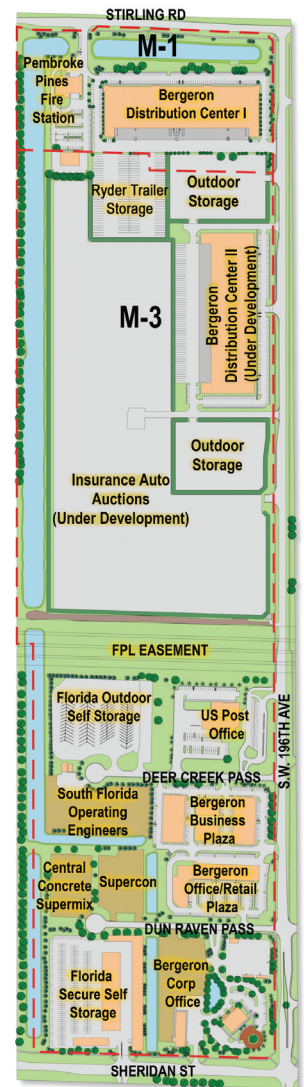 STIRLING RD
M-1
Pembroke
Pines
Fire
Station
Bergeron
Distribution Center I
Ryder Trailer
Storage
Outdoor
Storage
M-3
Bergeron
Distribution Center II
(Under Development)
Outdoor
Storage
Insurance Auto
Auctions
(Under Development)
FPL EASEMENT
S.W. 196TH AVE
Florida Outdoor
Self Storage
US Post
Office
DEER CREEK PASS
South Florida
Operating
Engineers
Bergeron
Business
Plaza
Central
Concrete
Supermix
Supercon
Bergeron
Office/Retail
Plaza
DUN RAVEN PASS
Florida
Secure Self
Storage
Bergeron
Corp
Office
SHERIDAN ST